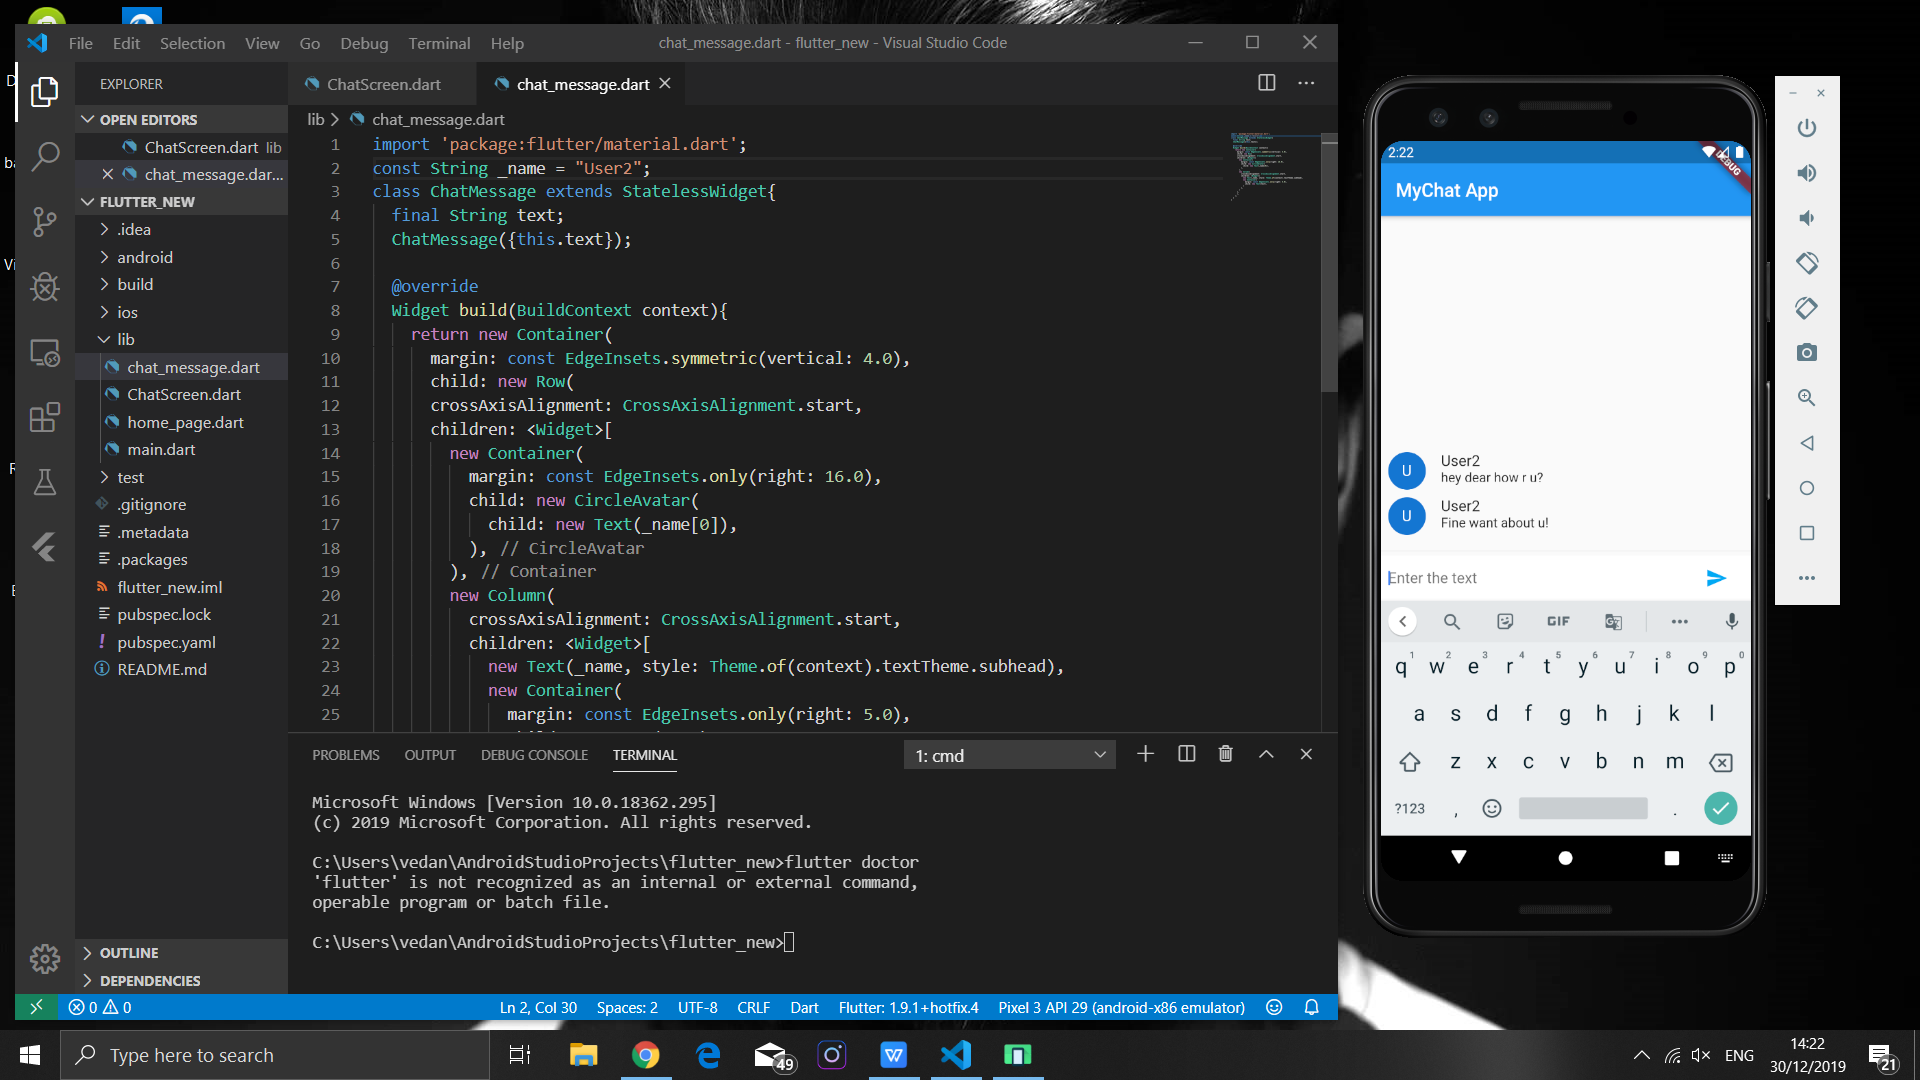 File Edit Selection View Go Debug Terminal Help
chat_message.dart - flutter_new - Visual Studio Code
EXPLORER
OPEN EDITORS
ChatScreen.dart lib
chat_message.dar...
FLUTTER_NEW
.idea
android
build
ios
lib
chat_message.dart
ChatScreen.dart
home_page.dart
main.dart
test
.gitignore
.metadata
.packages
flutter_new.iml
pubspec.lock
pubspec.yaml
README.md
OUTLINE
DEPENDENCIES
ChatScreen.dart
chat_message.dart
lib > chat_message.dart
1 import 'package:flutter/material.dart';
2 const String _name = "User2";
3 class ChatMessage extends StatelessWidget{
4 final String text;
5 ChatMessage({this.text});
6
7 @override
8 Widget build(BuildContext context){
9 return new Container(
10 margin: const EdgeInsets.symmetric(vertical: 4.0),
11 child: new Row(
12 crossAxisAlignment: CrossAxisAlignment.start,
13 children: <Widget>[
14 new Container(
15 margin: const EdgeInsets.only(right: 16.0),
16 child: new CircleAvatar(
17 child: new Text(_name[0]),
18 ), // CircleAvatar
19 ), // Container
20 new Column(
21 crossAxisAlignment: CrossAxisAlignment.start,
22 children: <Widget>[
23 new Text(_name, style: Theme.of(context).textTheme.subhead),
24 new Container(
25 margin: const EdgeInsets.only(right: 5.0),
PROBLEMS OUTPUT DEBUG CONSOLE TERMINAL
1: cmd
Microsoft Windows [Version 10.0.18362.295]
(c) 2019 Microsoft Corporation. All rights reserved.
C:\Users\vedan\AndroidStudioProjects\flutter_new>flutter doctor
'flutter' is not recognized as an internal or external command,
operable program or batch file.
C:\Users\vedan\AndroidStudioProjects\flutter_new>
0 0
Ln 2, Col 30 Spaces: 2 UTF-8 CRLF Dart Flutter: 1.9.1+hotfix.4 Pixel 3 API 29 (android-x86 emulator)
2:22
DEBUG
MyChat App
U
User2
hey dear how r u?
U
User2
Fine want about u!
Enter the text
GIF
q1 w2 e3 r4 t5 y6 u7 i8 o9 p0
a s d f g h j k l
z x c v b n m
?123 , .
Type here to search
49
W
ENG
14:22
30/12/2019
21